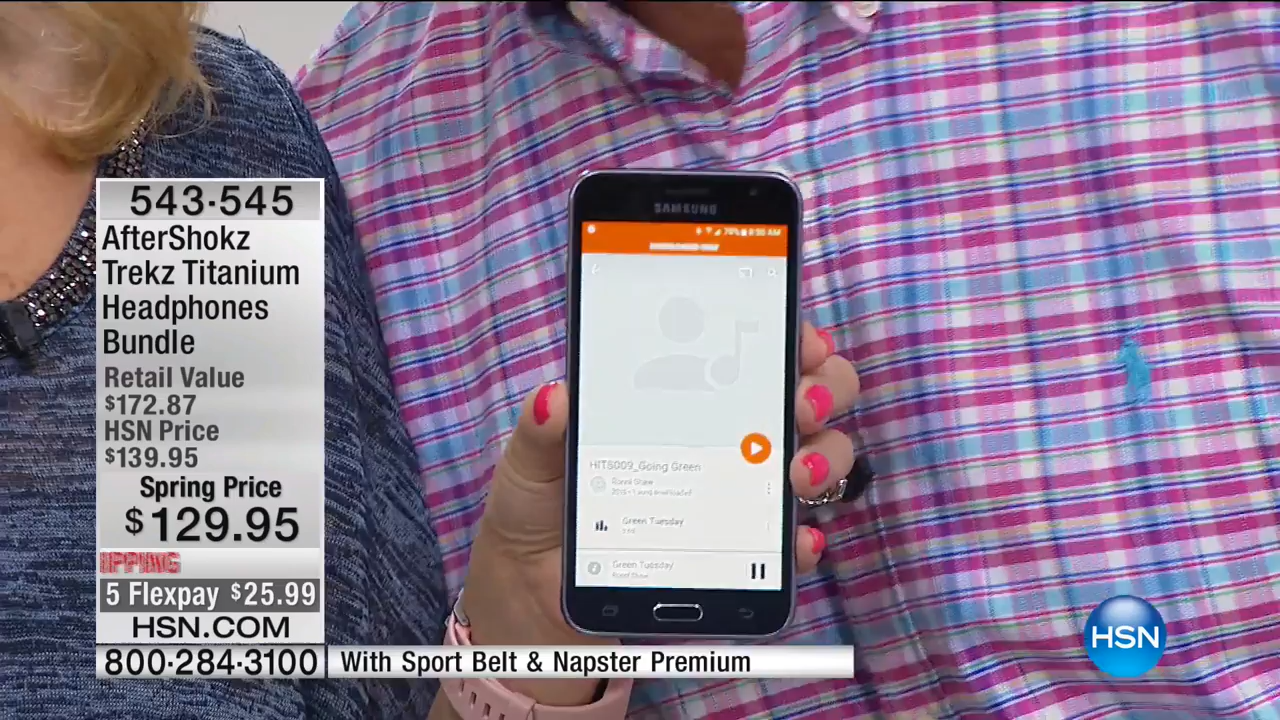 543·545
AfterShokz
Trekz Titanium
Headphones
Bundle
Retail Value
$172.87
HSN Price
$139.95
Spring Price
$129.95
IPPING
5 Flexpay $25.99
HSN.COM
800·284·3100
With Sport Belt & Napster Premium
SAMSUNG
HITS009_Going Green
Green Tuesday
Green Tuesday
HSN